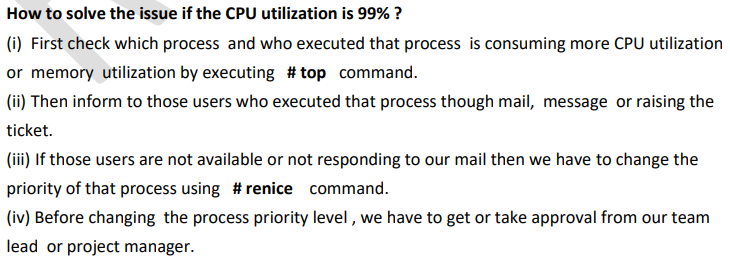 How to solve the issue if the CPU utilization is 99% ?
(i) First check which process and who executed that process is consuming more CPU utilization
or memory utilization by executing # top command.
(ii) Then inform to those users who executed that process though mail, message or raising the
ticket.
(iii) If those users are not available or not responding to our mail then we have to change the
priority of that process using # renice command.
(iv) Before changing the process priority level , we have to get or take approval from our team
lead or project manager.